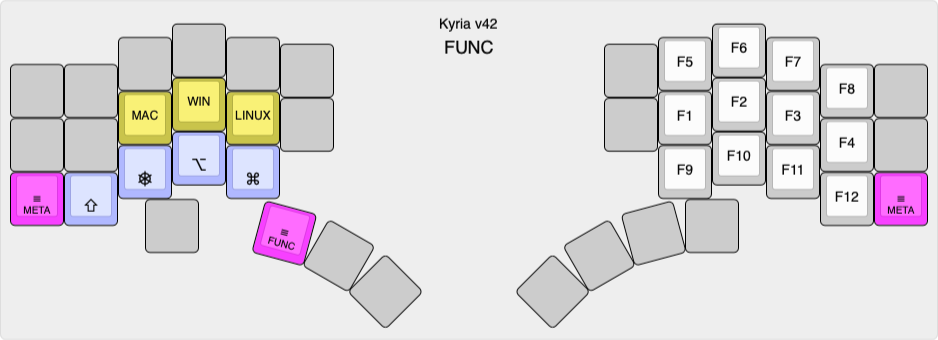 Kyria v42
FUNC
F5 F6 F7 F8
MAC WIN LINUX F1 F2 F3 F4
⎈ ⌥ ⌘ F9 F10 F11 F12
≡ META ⇧ ≡ META
≡ FUNC